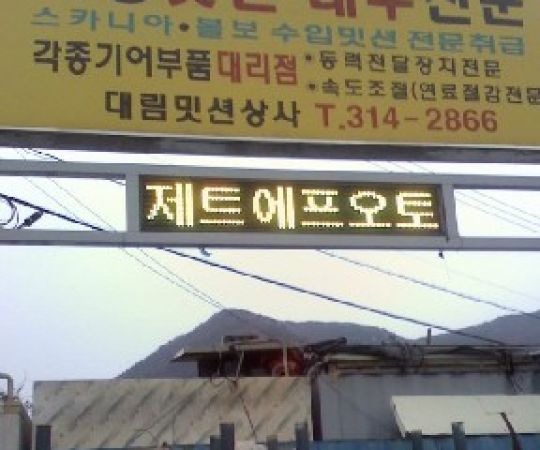 전문
스카니아·볼보 수입밋션 전문취급
각종기어부품대리점 •동력전달장치전문
•속도조절(연료절감전문
대림밋션상사 T.314-2866
제트에프오토